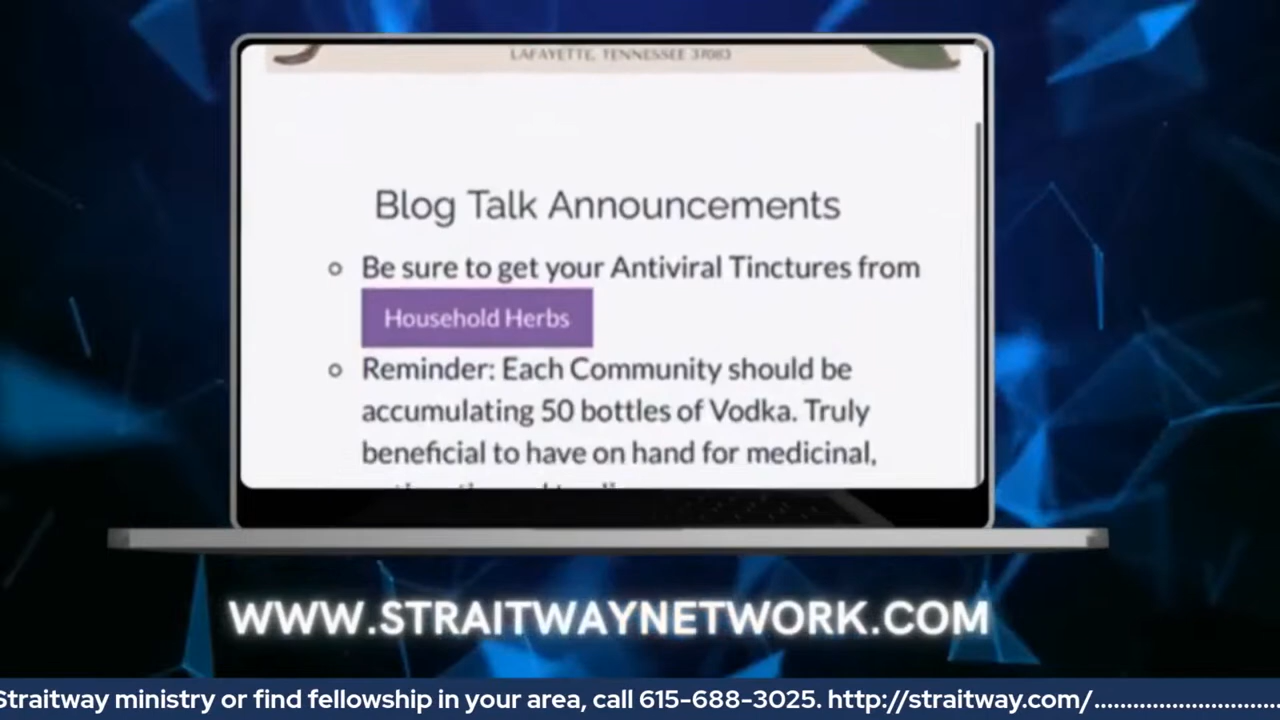 LAFAYETTE, TENNESSEE 37083
Blog Talk Announcements
Be sure to get your Antiviral Tinctures from
Household Herbs
Reminder: Each Community should be
accumulating 50 bottles of Vodka. Truly
beneficial to have on hand for medicinal,
WWW.STRAITWAYNETWORK.COM
Straitway ministry or find fellowship in your area, call 615-688-3025. http://straitway.com/..............................